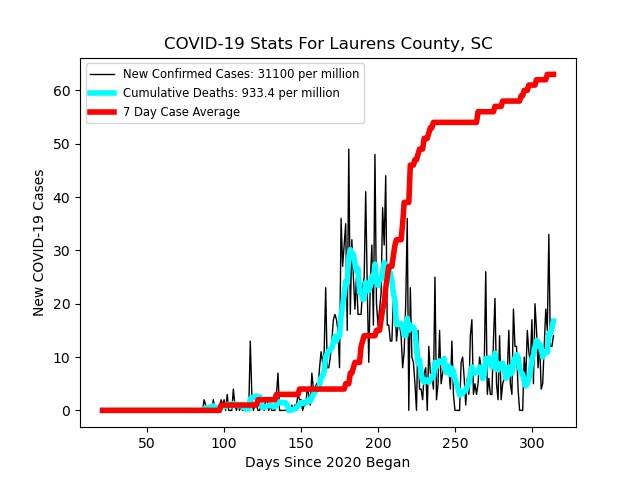 COVID-19 Stats For Laurens County, SC
New Confirmed Cases: 31100 per million
Cumulative Deaths: 933.4 per million
7 Day Case Average
New COVID-19 Cases
60
50
40
30
20
10
0
50 100 150 200 250 300
Days Since 2020 Began